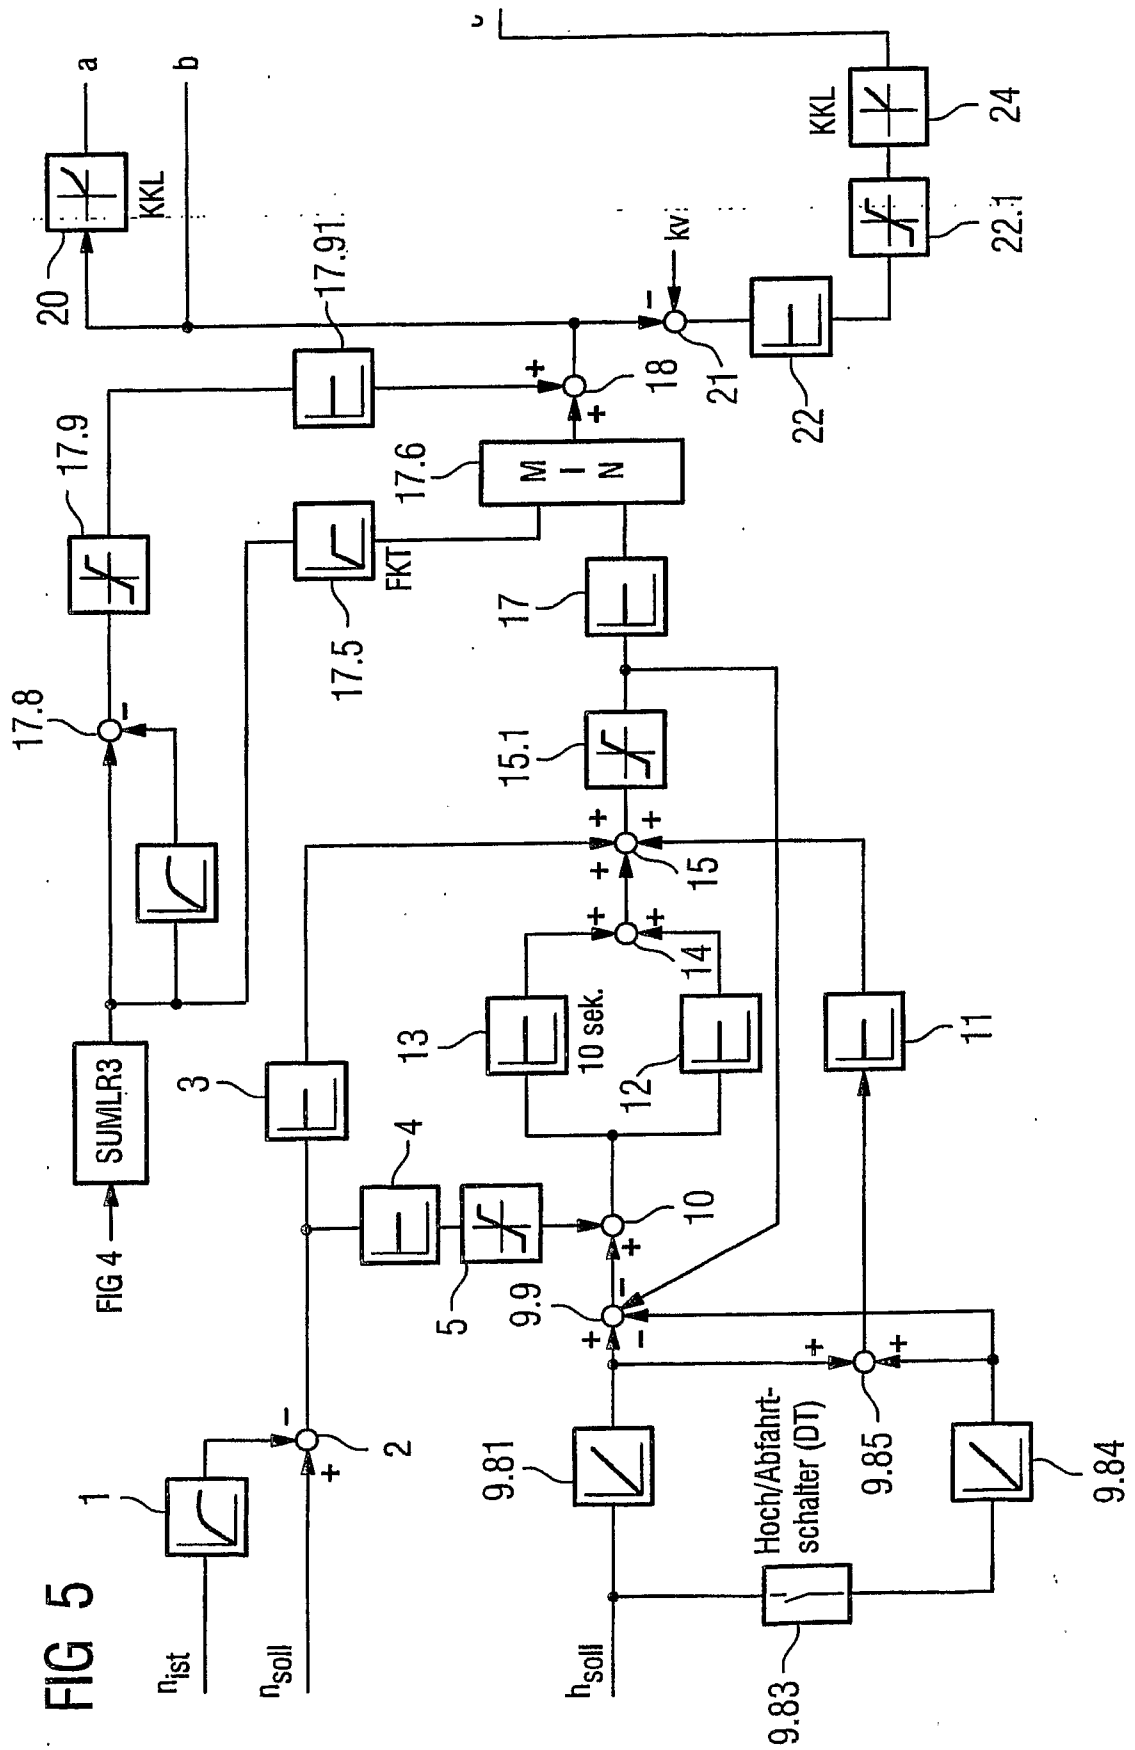 FIG 5
n_ist
1
n_soll
2
+
-
3
4
5
FIG 4
SUMLR3
17.8
-
17.9
17.91
17.5
FKT
17.6
MIN
+
+
18
20
KKL
a
b
-
kv
21
22
22.1
24
KKL
h_soll
9.81
+
-
-
9.9
+
10
13
10 sek.
12
+
+
14
+
+
+
15
15.1
17
11
9.83
Hoch/Abfahrt-
schalter (DT)
+
+
9.85
9.84